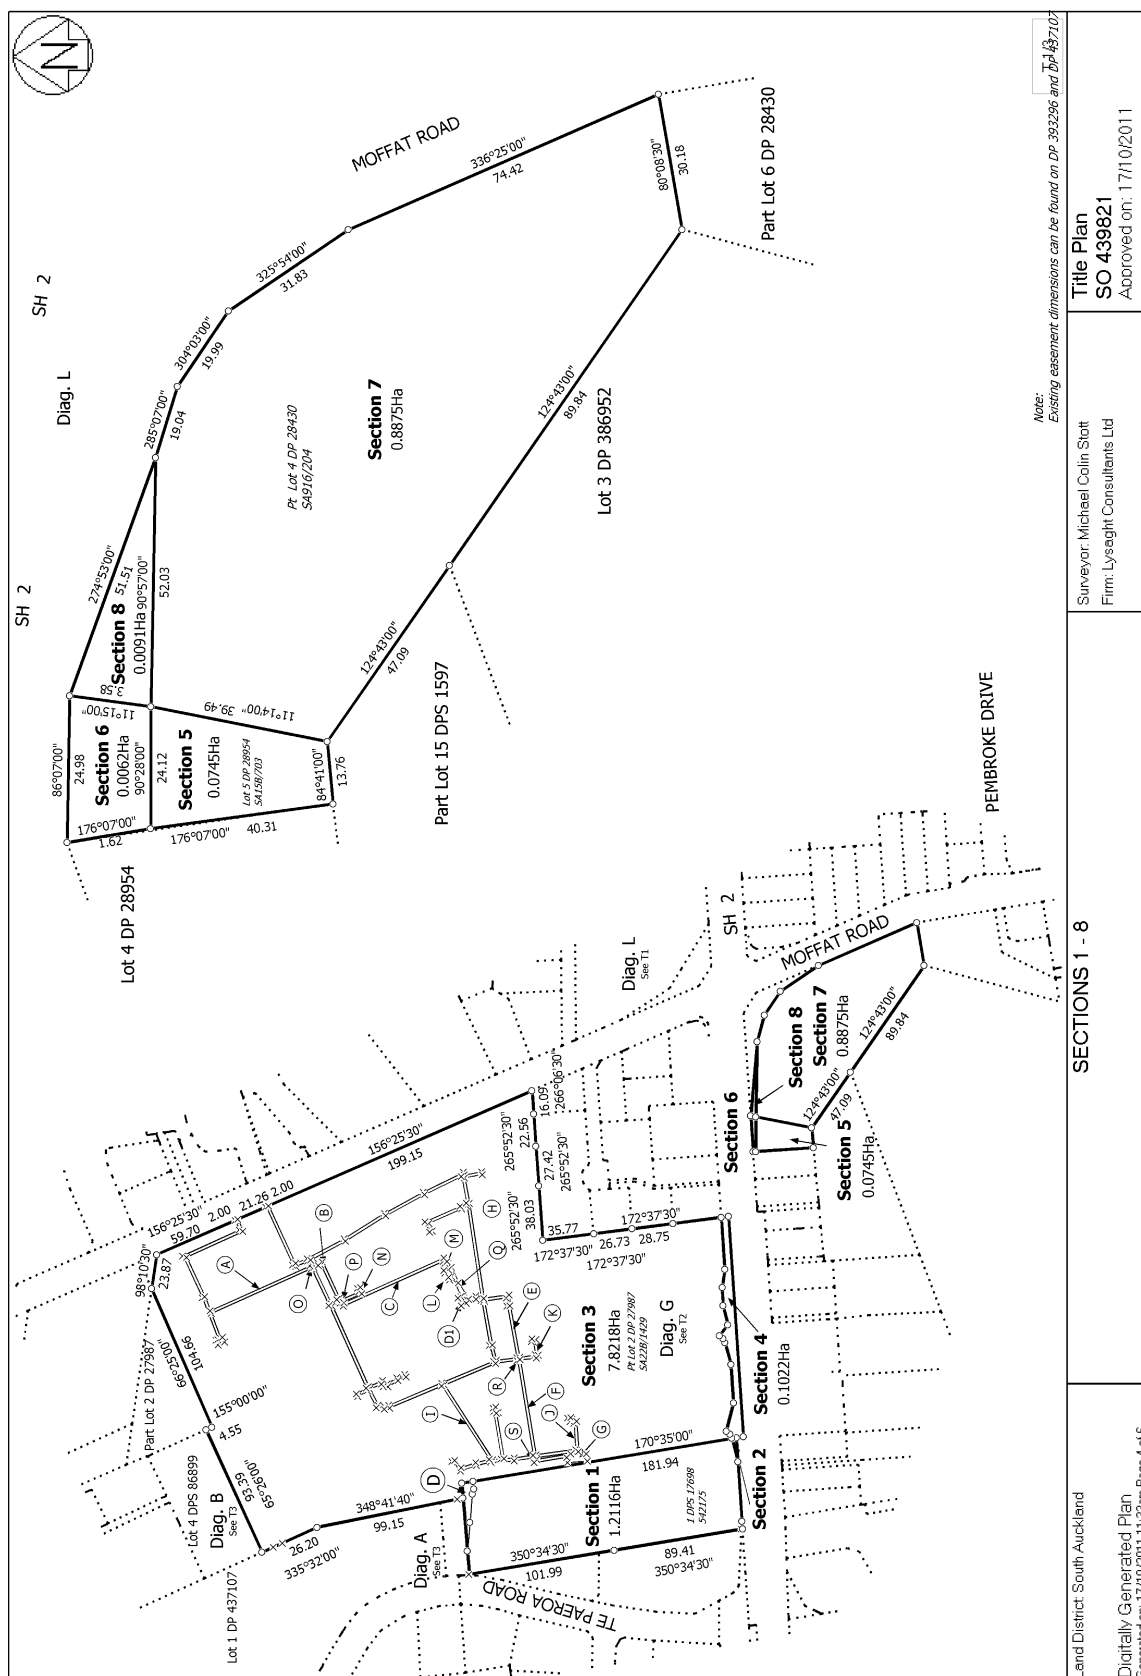 N
SH 2
SH 2
Diag. L
MOFFAT ROAD
336°25'00"
74.42
80°08'30"
30.18
Part Lot 6 DP 28430
325°54'00"
31.83
304°03'00"
19.99
285°07'00"
19.04
274°53'00"
51.51
Section 8
0.0091Ha
90°57'00"
52.03
Pt Lot 4 DP 28430
SA916/204
Section 7
0.8875Ha
124°43'00"
89.84
Lot 3 DP 386952
124°43'00"
47.09
Part Lot 15 DPS 1597
86°07'00"
24.98
Section 6
0.0062Ha
90°28'00"
24.12
11°15'00"
3.58
11°14'00"
39.49
Section 5
0.0745Ha
Lot 5 DP 28954
SA15B/703
84°41'00"
13.76
176°07'00"
1.62
176°07'00"
40.31
Lot 4 DP 28954
PEMBROKE DRIVE
SH 2
MOFFAT ROAD
Diag. L
See T1
Section 8
Section 7
0.8875Ha
124°43'00"
89.84
124°43'00"
47.09
Section 6
Section 5
0.0745Ha
156°25'30"
199.15
16.09
266°06'30"
22.56
265°52'30"
27.42
265°52'30"
38.03
265°52'30"
35.77
172°37'30"
26.73
172°37'30"
28.75
172°37'30"
156°25'30"
59.70
2.00
21.26
2.00
98°10'30"
23.87
66°25'00"
104.66
Part Lot 2 DP 27987
155°00'00"
4.55
93.39
65°26'00"
Lot 4 DPS 86899
Diag. B
See T3
Lot 1 DP 437107
26.20
335°32'00"
348°41'40"
99.15
Diag. A
See T3
A
B
O
P
N
C
M
L
D1
Q
H
E
K
R
F
I
S
J
G
D
Section 3
7.8218Ha
Pt Lot 2 DP 27987
SA22B/1429
Diag. G
See T2
Section 4
0.1022Ha
170°35'00"
181.94
Section 1
1.2116Ha
1 DPS 17698
542175
Section 2
350°34'30"
101.99
89.41
350°34'30"
TE PAEROA ROAD
T 1/3
Note:
Existing easement dimensions can be found on DP 393296 and DP 437107
Title Plan
SO 439821
Approved on: 17/10/2011
Surveyor: Michael Colin Stott
Firm: Lysaght Consultants Ltd
SECTIONS 1 - 8
Land District: South Auckland
Digitally Generated Plan